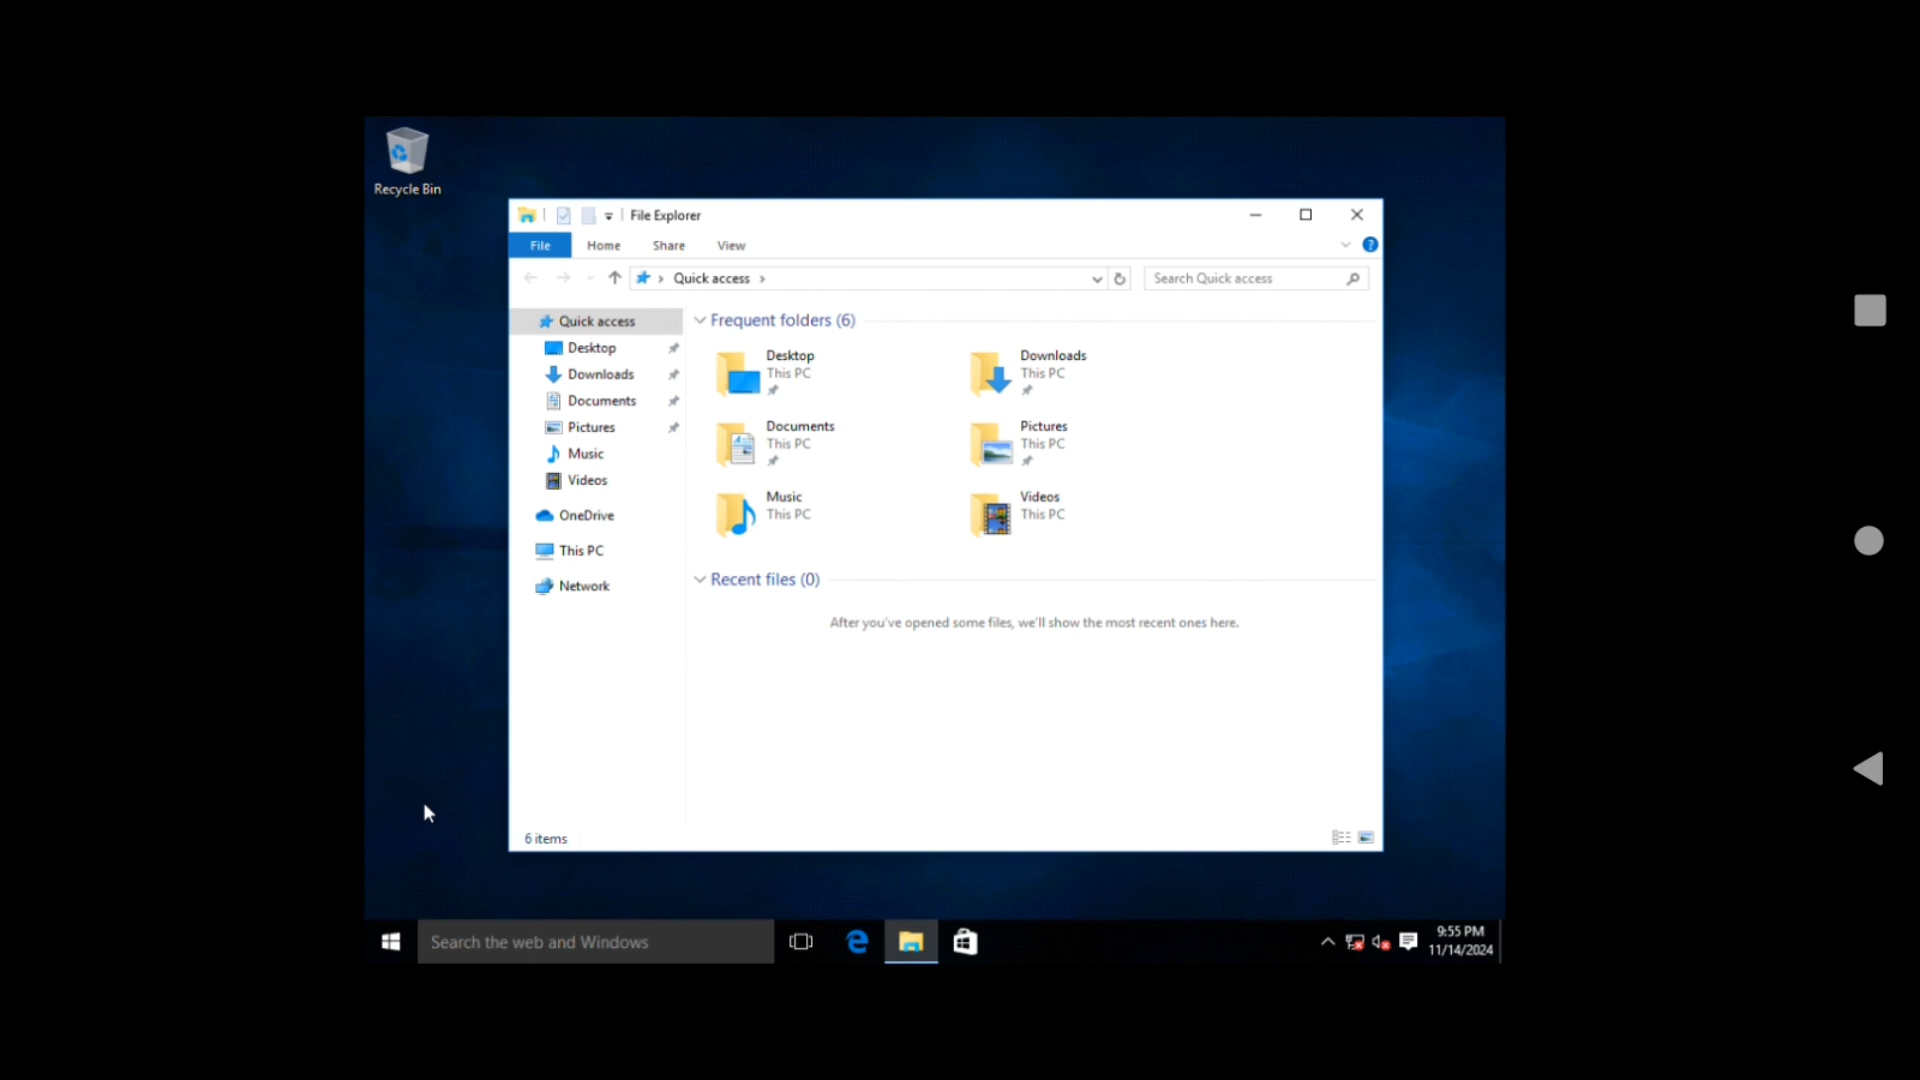 Recycle Bin
File Explorer
File Home Share View
Quick access
Search Quick access
Quick access
Desktop
Downloads
Documents
Pictures
Music
Videos
OneDrive
This PC
Network
Frequent folders (6)
Desktop
This PC
Downloads
This PC
Documents
This PC
Pictures
This PC
Music
This PC
Videos
This PC
Recent files (0)
After you've opened some files, we'll show the most recent ones here.
6 items
Search the web and Windows
9:55 PM
11/14/2024